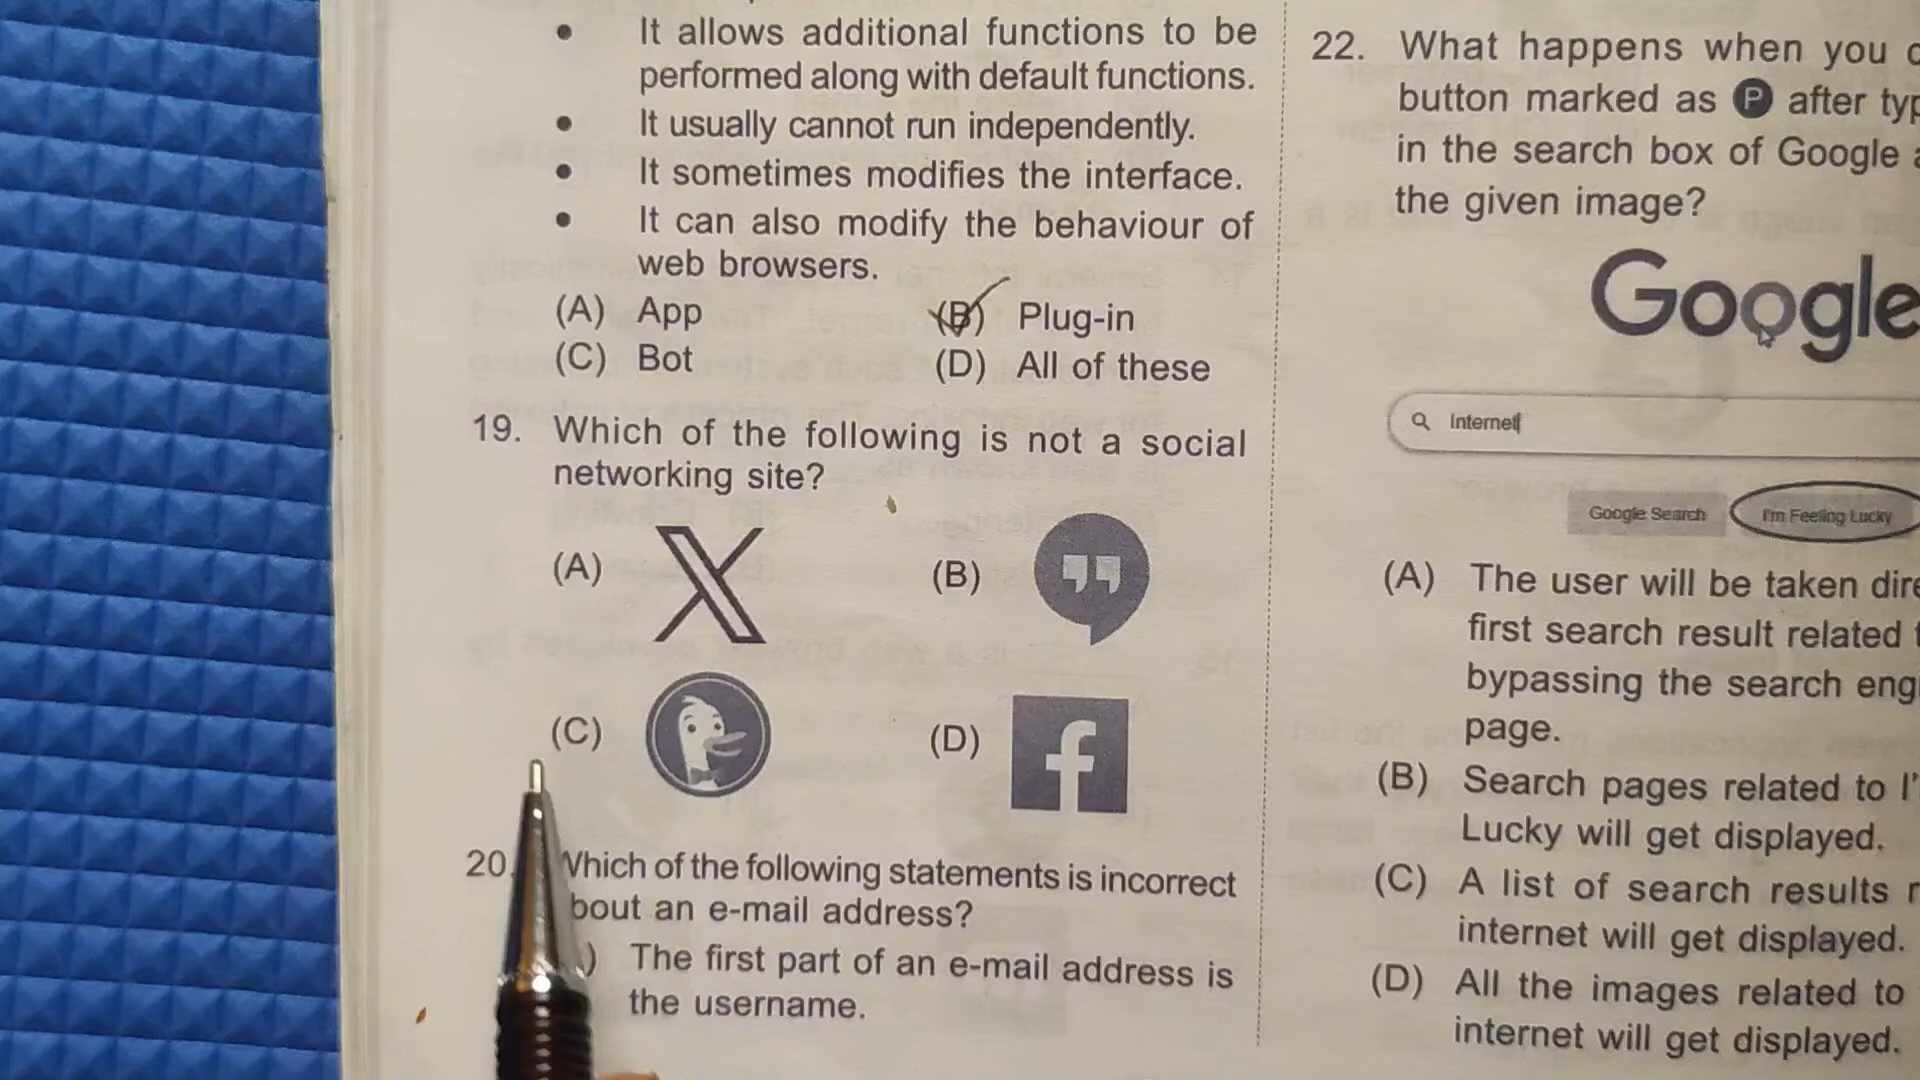 • It allows additional functions to be
performed along with default functions.
• It usually cannot run independently.
• It sometimes modifies the interface.
• It can also modify the behaviour of
web browsers.
(A) App (B) Plug-in
(C) Bot (D) All of these
19. Which of the following is not a social
networking site?
(A) X (B)
(C) (D) f
20. Which of the following statements is incorrect
bout an e-mail address?
) The first part of an e-mail address is
the username.
22. What happens when you
button marked as P after
in the search box of Google
the given image?
Google
Internet
Google Search I'm Feeling Lucky
(A) The user will be taken
first search result related
bypassing the search
page.
(B) Search pages related to
Lucky will get displayed.
(C) A list of search results
internet will get displayed.
(D) All the images related to
internet will get displayed.